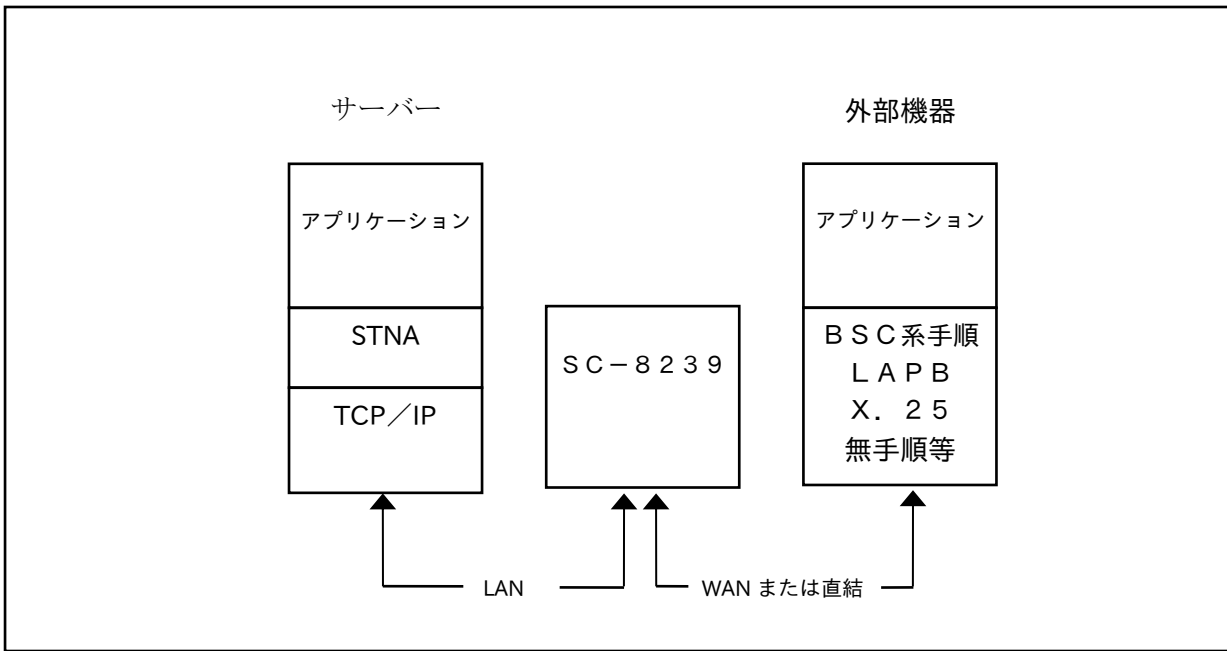 サーバー
外部機器
アプリケーション
アプリケーション
STNA
TCP／IP
ＳＣ－８２３９
ＢＳＣ系手順
ＬＡＰＢ
Ｘ．２５
無手順等
LAN
WAN または直結